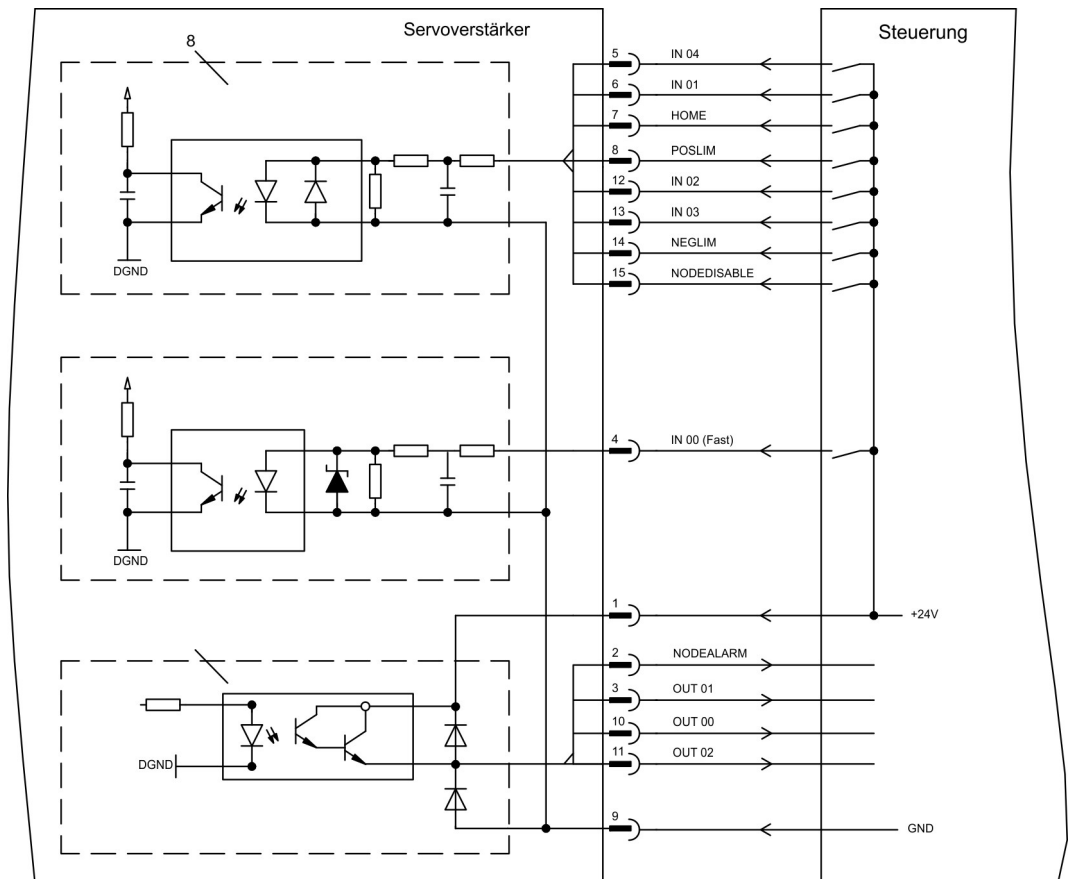 Servoverstärker
Steuerung
8
5 IN 04
6 IN 01
7 HOME
8 POSLIM
12 IN 02
13 IN 03
14 NEGLIM
15 NODEDISABLE
DGND
4 IN 00 (Fast)
DGND
1 +24V
2 NODEALARM
3 OUT 01
10 OUT 00
11 OUT 02
DGND
9 GND